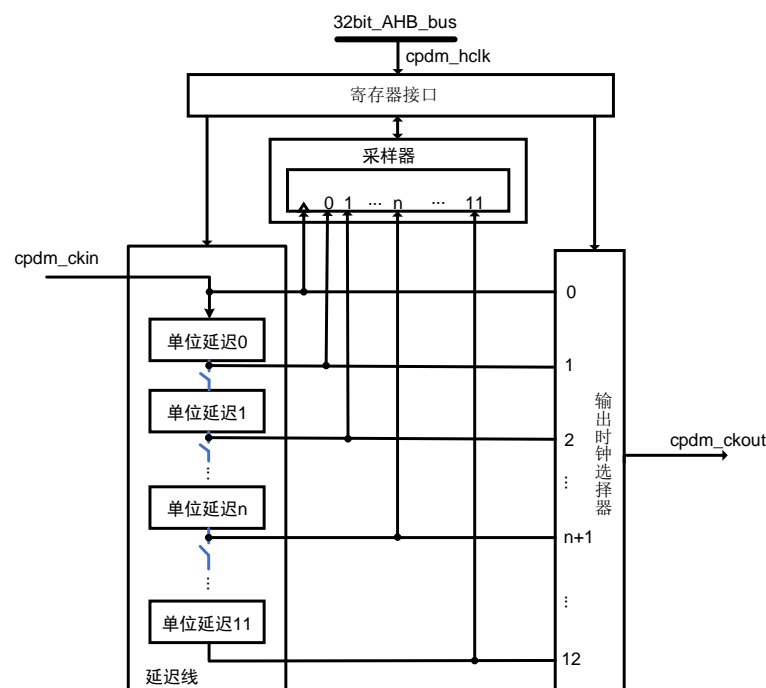 32bit_AHB_bus
cpdm_hclk
寄存器接口
采样器
0 1 ··· n ··· 11
cpdm_ckin
0
单位延迟0
1
单位延迟1
2
···
···
单位延迟n
n+1
···
···
单位延迟11
12
延迟线
输出时钟选择器
cpdm_ckout